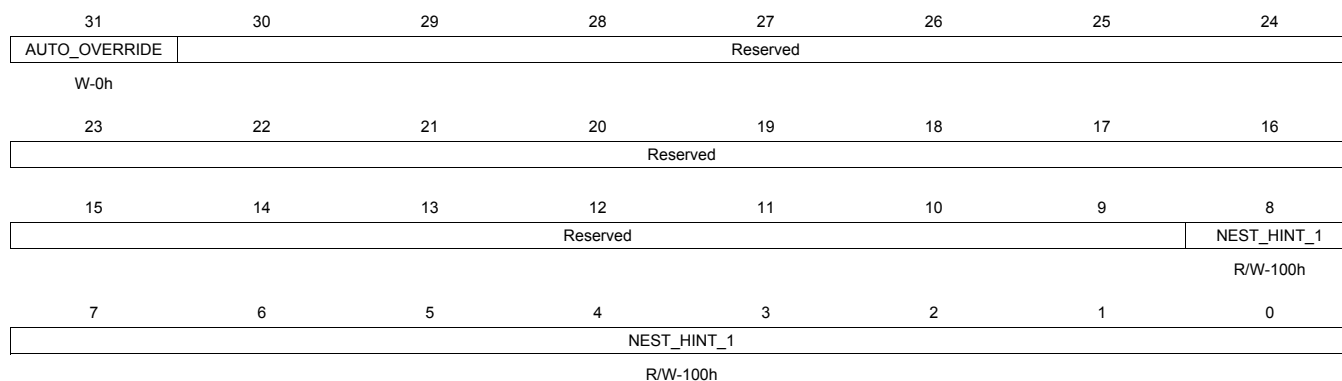 31 30 29 28 27 26 25 24
AUTO_OVERRIDE Reserved
W-0h
23 22 21 20 19 18 17 16
Reserved
15 14 13 12 11 10 9 8
Reserved NEST_HINT_1
R/W-100h
7 6 5 4 3 2 1 0
NEST_HINT_1
R/W-100h